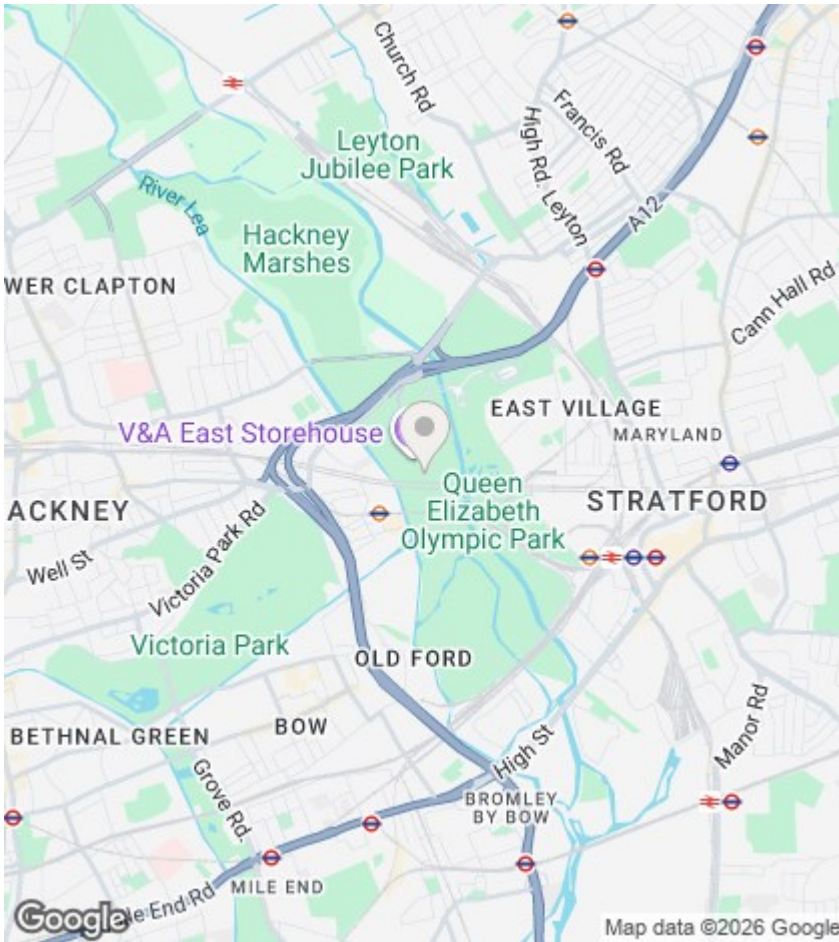 Church Rd
Francis Rd
High Rd. Leyton
Leyton
Jubilee Park
River Lea
A12
Hackney
Marshes
WER CLAPTON
Cann Hall Rd
EAST VILLAGE
V&A East Storehouse
MARYLAND
Queen
Elizabeth
Olympic Park
STRATFORD
ACKNEY
Well St
Victoria Park Rd
Victoria Park
OLD FORD
BETHNAL GREEN
BOW
High St
Manor Rd
Grove Rd.
BROMLEY
BY BOW
MILE END
Mile End Rd
Google
Map data ©2026 Google